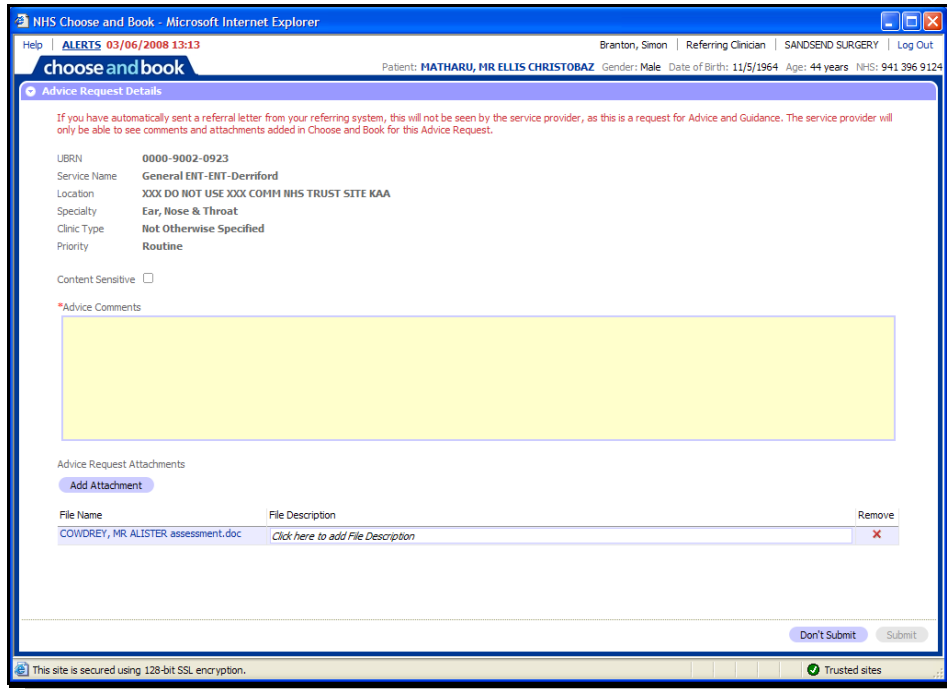 NHS Choose and Book - Microsoft Internet Explorer
Help ALERTS 03/06/2008 13:13 Branton, Simon Referring Clinician SANDSEND SURGERY Log Out
choose and book Patient: MATHARU, MR ELLIS CHRISTOBAZ Gender: Male Date of Birth: 11/5/1964 Age: 44 years NHS: 941 396 9124
Advice Request Details
If you have automatically sent a referral letter from your referring system, this will not be seen by the service provider, as this is a request for Advice and Guidance. The service provider will
only be able to see comments and attachments added in Choose and Book for this Advice Request.
UBRN 0000-9002-0923
Service Name General ENT-ENT-Derriford
Location XXX DO NOT USE XXX COMM NHS TRUST SITE KAA
Specialty Ear, Nose & Throat
Clinic Type Not Otherwise Specified
Priority Routine
Content Sensitive
*Advice Comments
Advice Request Attachments
Add Attachment
File Name File Description Remove
COWDREY, MR ALISTER assessment.doc Click here to add File Description
Don't Submit Submit
This site is secured using 128-bit SSL encryption. Trusted sites